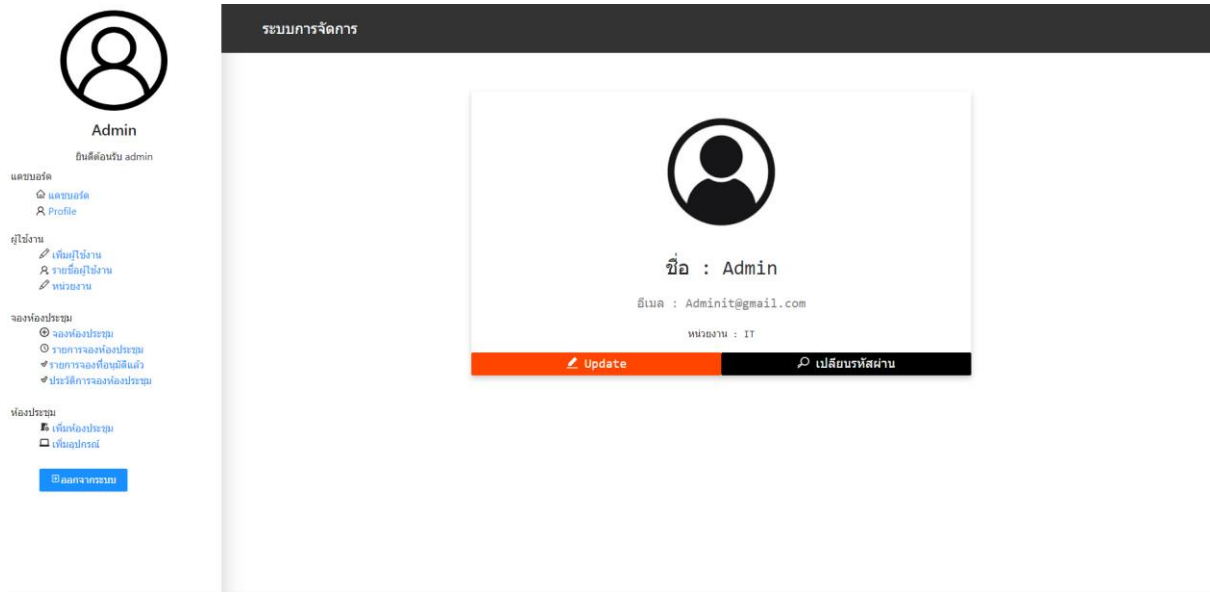 Admin
ยินดีต้อนรับ admin
แดชบอร์ด
แดชบอร์ด
Profile
ผู้ใช้งาน
เพิ่มผู้ใช้งาน
รายชื่อผู้ใช้งาน
หน่วยงาน
จองห้องประชุม
จองห้องประชุม
รายการจองห้องประชุม
รายการจองที่อนุมัติแล้ว
ประวัติการจองห้องประชุม
ห้องประชุม
เพิ่มห้องประชุม
เพิ่มอุปกรณ์
ออกจากระบบ
ระบบการจัดการ
ชื่อ : Admin
อีเมล : Adminit@gmail.com
หน่วยงาน : IT
Update
เปลี่ยนรหัสผ่าน